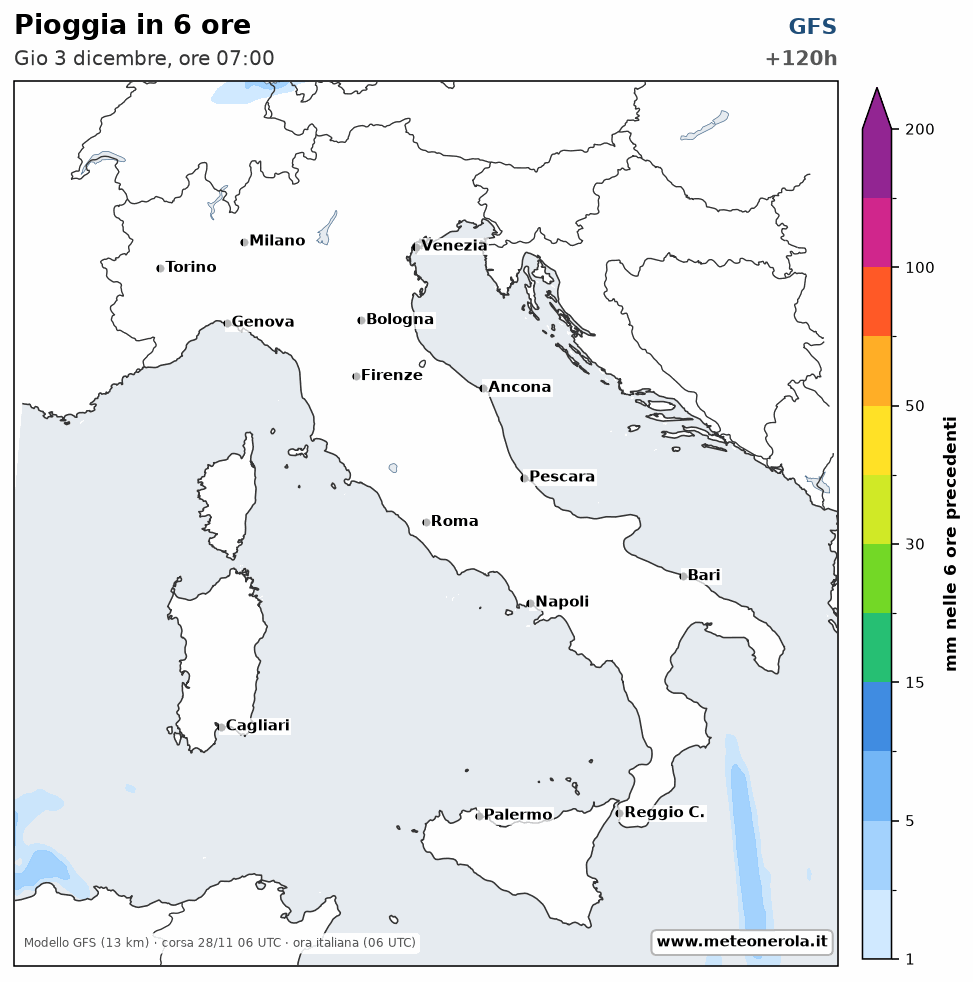 Pioggia in 6 ore
GFS
Gio 3 dicembre, ore 07:00
+120h
Milano
Venezia
Torino
Genova
Bologna
Firenze
Ancona
Pescara
Roma
Bari
Napoli
Cagliari
Palermo
Reggio C.
200
100
50
30
15
5
1
mm nelle 6 ore precedenti
Modello GFS (13 km) · corsa 28/11 06 UTC · ora italiana (06 UTC)
www.meteonerola.it